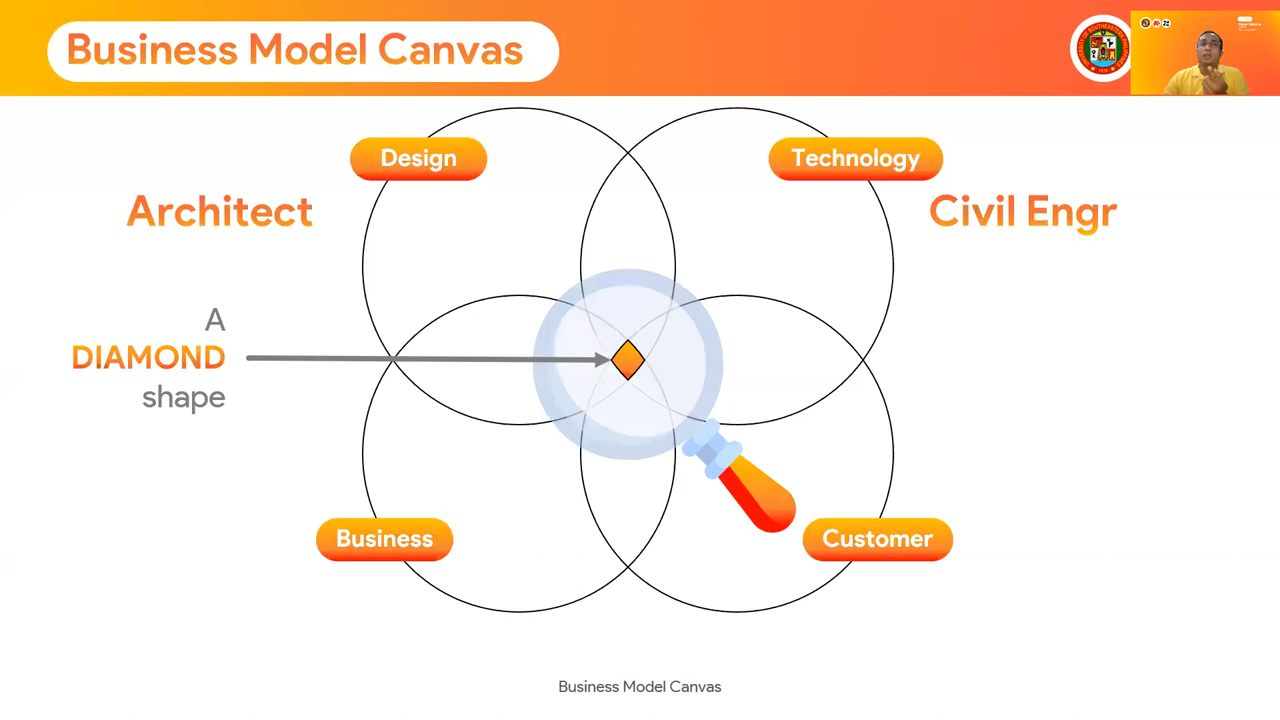 Business Model Canvas
Design
Technology
Architect
Civil Engr
A
DIAMOND
shape
Business
Customer
Business Model Canvas